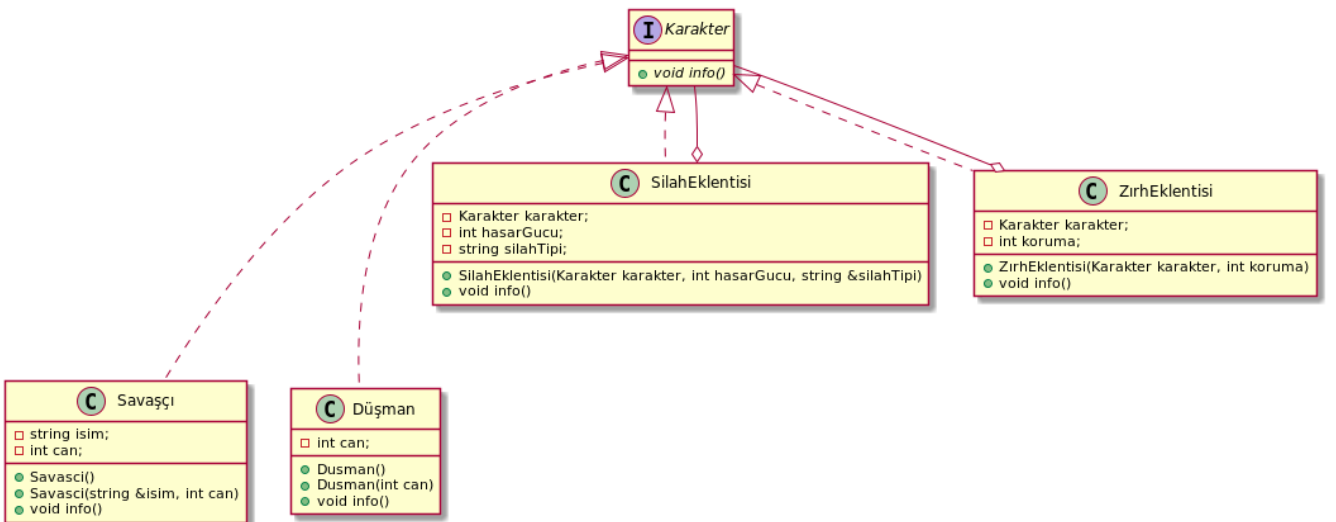 I Karakter
void info()
C SilahEklentisi
Karakter karakter;
int hasarGucu;
string silahTipi;
SilahEklentisi(Karakter karakter, int hasarGucu, string &silahTipi)
void info()
C ZırhEklentisi
Karakter karakter;
int koruma;
ZırhEklentisi(Karakter karakter, int koruma)
void info()
C Savaşçı
string isim;
int can;
Savasci()
Savasci(string &isim, int can)
void info()
C Düşman
int can;
Dusman()
Dusman(int can)
void info()